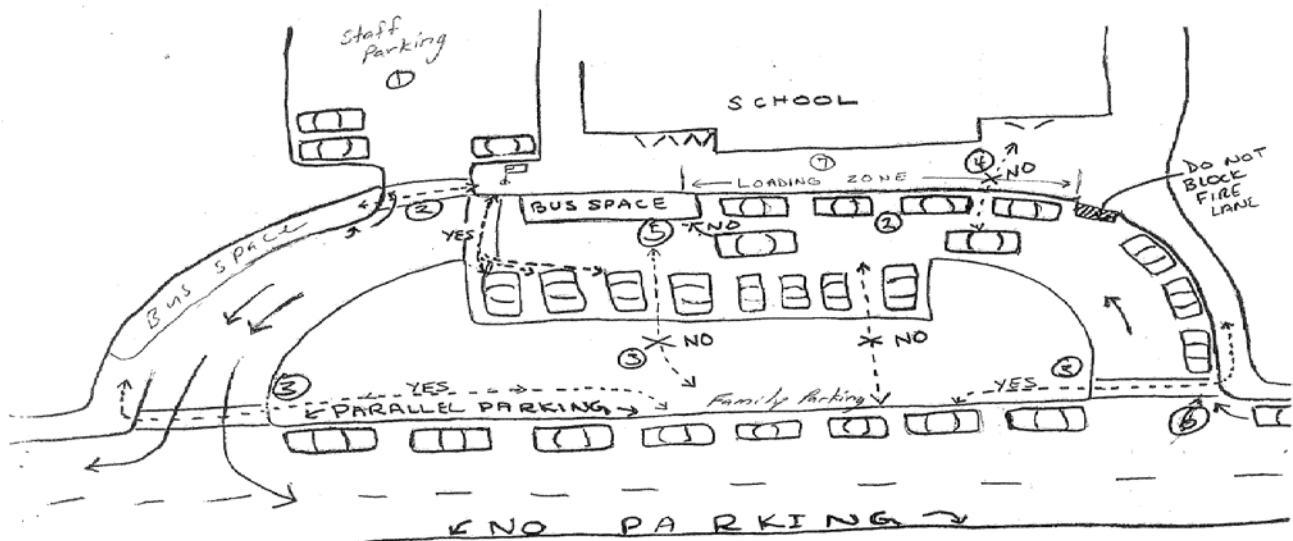 Staff
Parking
①
SCHOOL
⑦
④
NO
LOADING ZONE
DO NOT
BLOCK
FIRE
LANE
②
BUS SPACE
②
YES
⑤
NO
Bus Space
③
NO
NO
③
YES
③
YES
PARALLEL PARKING
Family Parking
⑥
NO PARKING